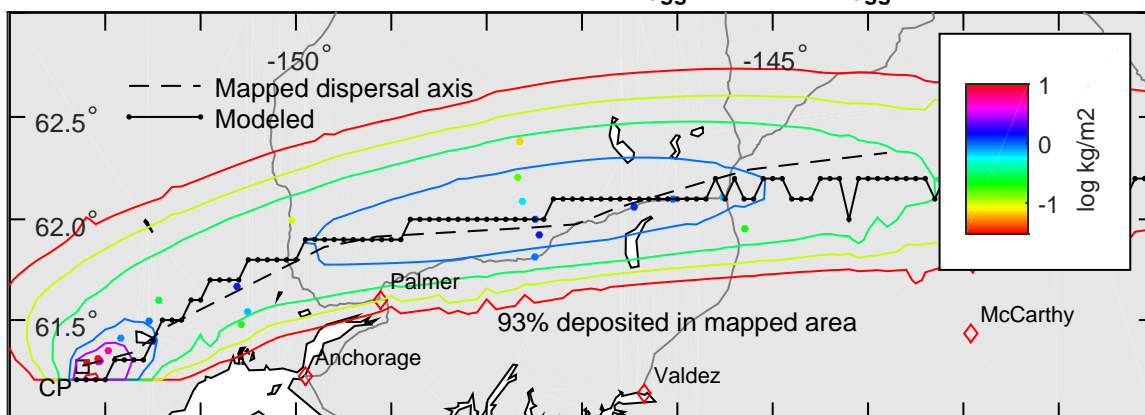 -150°
-145°
Mapped dispersal axis
Modeled
62.5°
62.0°
61.5°
1
0
-1
log kg/m2
Palmer
93% deposited in mapped area
McCarthy
Anchorage
Valdez
CP